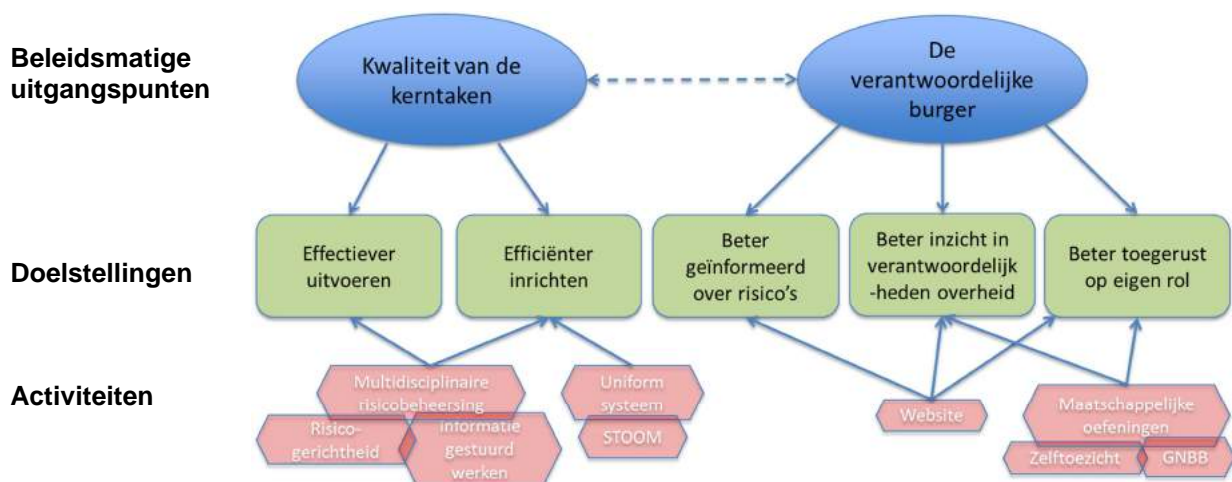 Beleidsmatige
uitgangspunten
Kwaliteit van de
kerntaken
De
verantwoordelijke
burger
Doelstellingen
Effectiever
uitvoeren
Efficiënter
inrichten
Beter
geïnformeerd
over risico's
Beter inzicht in
verantwoordelijk
-heden overheid
Beter toegerust
op eigen rol
Activiteiten
Multidisciplinaire
risicobeheersing
Risico-
gerichtheid
informatie
gestuurd
werken
Uniform
systeem
STOOM
Website
Maatschappelijke
oefeningen
Zelftoezicht
GNBB